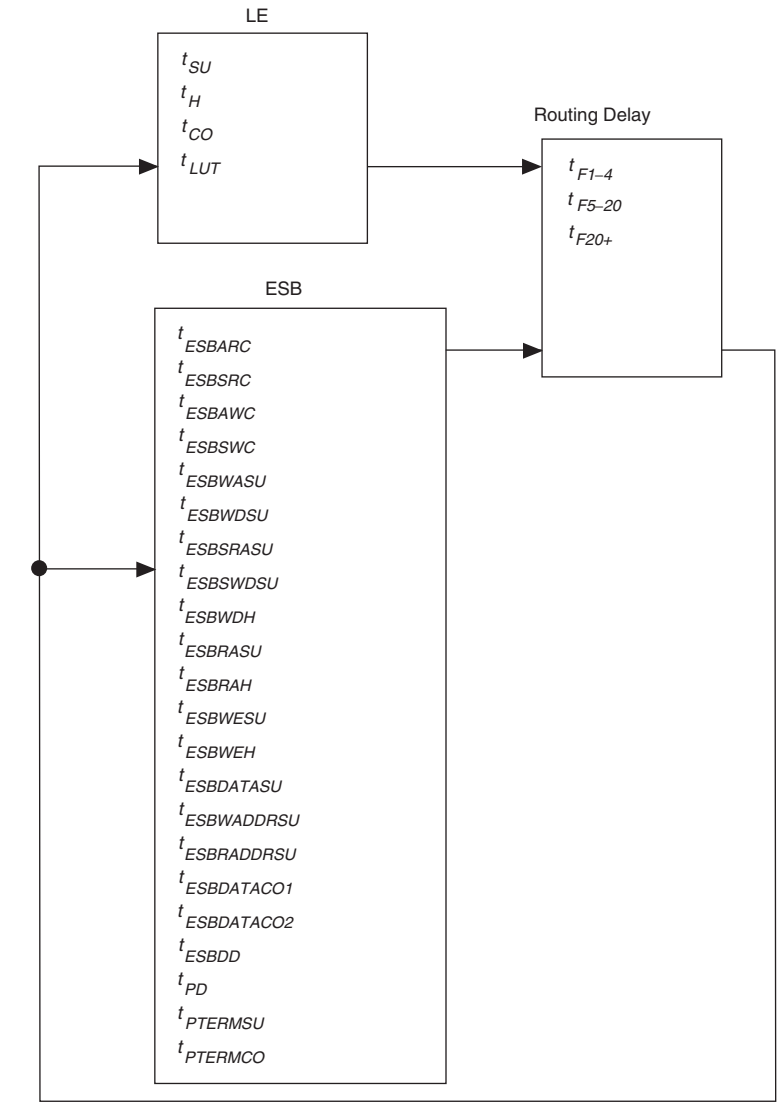 LE
tSU
tH
tCO
tLUT
Routing Delay
tF1–4
tF5–20
tF20+
ESB
tESBARC
tESBSRC
tESBAWC
tESBSWC
tESBWASU
tESBWDSU
tESBSRASU
tESBSWDSU
tESBWDH
tESBRASU
tESBRAH
tESBWESU
tESBWEH
tESBDATASU
tESBWADDRSU
tESBRADDRSU
tESBDATACO1
tESBDATACO2
tESBDD
tPD
tPTERMSU
tPTERMCO